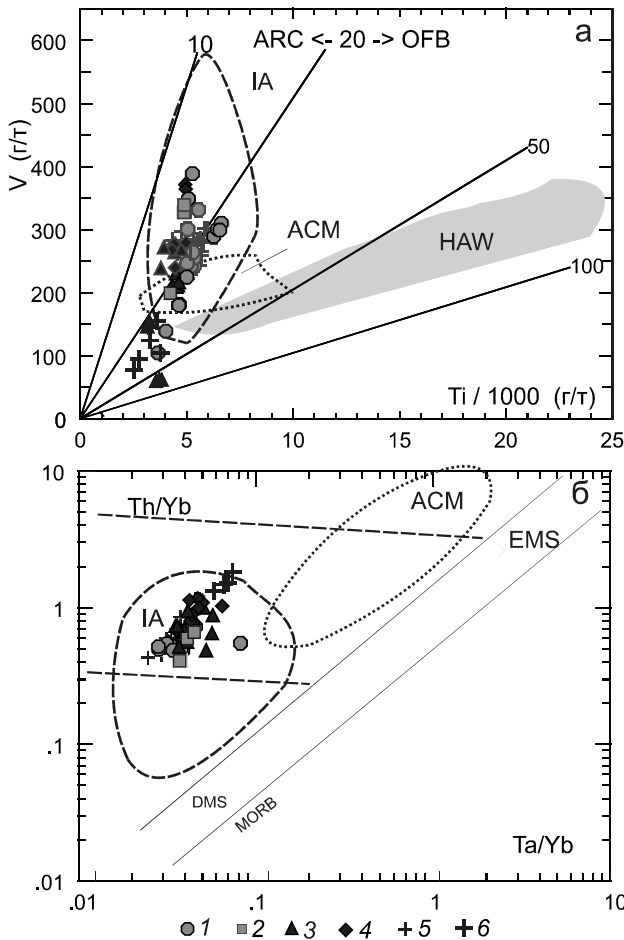 600
500
400
300
200
100
0
V (г/т)
10
ARC <- 20 -> OFB
а
IA
50
ACM
HAW
100
Ti / 1000 (г/т)
0 5 10 15 20 25
10
1
.1
.01
Th/Yb
ACM
б
EMS
IA
DMS
MORB
Ta/Yb
.01 .1 1 10
1 2 3 4 5 6